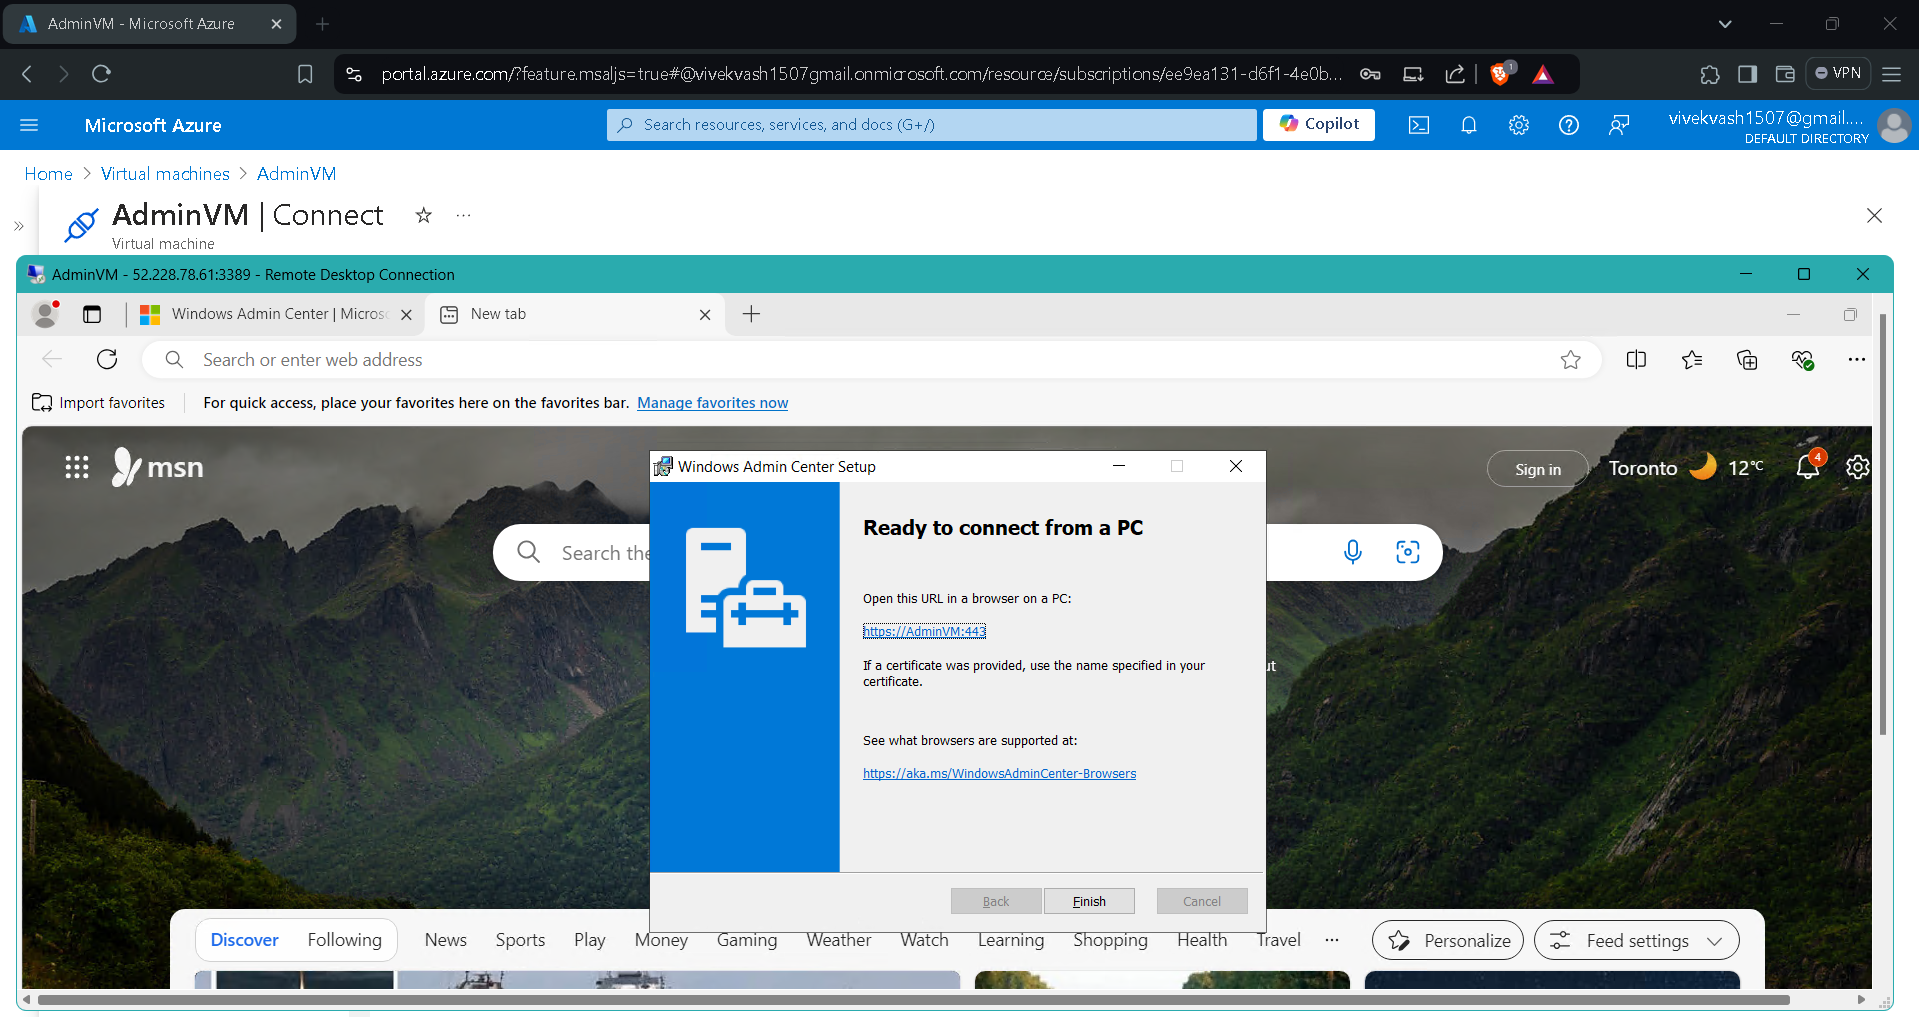 AdminVM - Microsoft Azure
portal.azure.com/?feature.msaljs=true#@vivekvash1507gmail.onmicrosoft.com/resource/subscriptions/ee9ea131-d6f1-4e0b...
1
VPN
Microsoft Azure
Search resources, services, and docs (G+/)
Copilot
vivekvash1507@gmail....
DEFAULT DIRECTORY
Home > Virtual machines > AdminVM
AdminVM | Connect
Virtual machine
AdminVM - 52.228.78.61:3389 - Remote Desktop Connection
Windows Admin Center | Micros
New tab
Search or enter web address
Import favorites
For quick access, place your favorites here on the favorites bar. Manage favorites now
msn
Sign in
Toronto
12°C
4
Search the
Windows Admin Center Setup
Ready to connect from a PC
Open this URL in a browser on a PC:
https://AdminVM:443
If a certificate was provided, use the name specified in your
certificate.
See what browsers are supported at:
https://aka.ms/WindowsAdminCenter-Browsers
Back
Finish
Cancel
Discover
Following
News
Sports
Play
Money
Gaming
Weather
Watch
Learning
Shopping
Health
Travel
Personalize
Feed settings